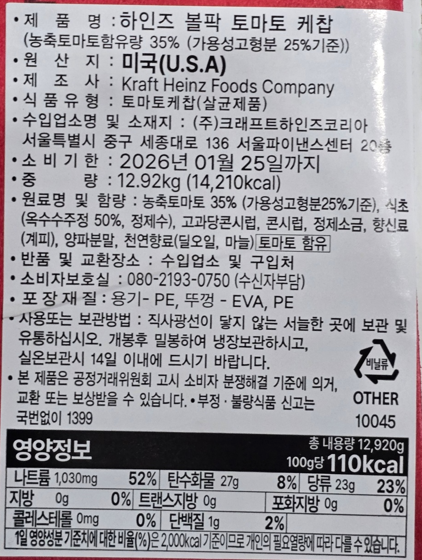 • 제 품 명 : 하인즈 볼팍 토마토 케찹
(농축토마토함유량 35% (가용성고형분 25%기준))
• 원 산 지 : 미국(U.S.A)
• 제 조 사 : Kraft Heinz Foods Company
• 식 품 유 형 : 토마토케찹(살균제품)
• 수입업소명 및 소재지 : (주)크래프트하인즈코리아
서울특별시 중구 세종대로 136 서울파이낸스센터 20층
• 소 비 기 한 : 2026년 01월 25일까지
• 중 량 : 12.92kg (14,210kcal)
• 원료명 및 함량 : 농축토마토 35% (가용성고형분25%기준), 식초
(옥수수주정 50%, 정제수), 고과당콘시럽, 콘시럽, 정제소금, 향신료
(계피), 양파분말, 천연향료(딜오일, 마늘) 토마토 함유
• 반품 및 교환장소 : 수입업소 및 구입처
• 소비자보호실 : 080-2193-0750 (수신자부담)
• 포 장 재 질 : 용기- PE, 뚜껑 - EVA, PE
• 사용또는 보관방법 : 직사광선이 닿지 않는 서늘한 곳에 보관 및
유통하십시오. 개봉후 밀봉하여 냉장보관하시고,
실온보관시 14일 이내에 드시기 바랍니다.
• 본 제품은 공정거래위원회 고시 소비자 분쟁해결 기준에 의거,
교환 또는 보상받을 수 있습니다. • 부정 · 불량식품 신고는
국번없이 1399
비닐류
OTHER
10045
영양정보
총 내용량 12,920g
100g당 110kcal
나트륨 1,030mg 52% 탄수화물 27g 8% 당류 23g 23%
지방 0g 0% 트랜스지방 0g 포화지방 0g 0%
콜레스테롤 0mg 0% 단백질 1g 2%
1일 영양성분 기준치에 대한 비율(%)은 2,000kcal 기준이므로 개인의 필요열량에 따라 다를 수 있습니다.